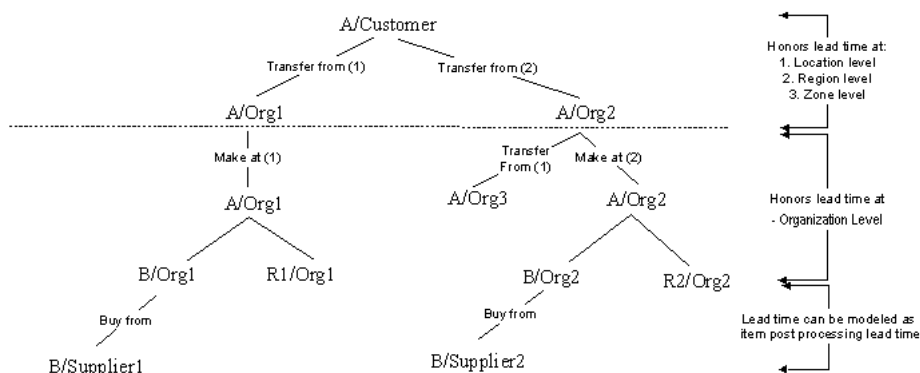 A/Customer
Honors lead time at:
1. Location level
2. Region level
3. Zone level
Transfer from (1)
Transfer from (2)
A/Org1
A/Org2
Make at (1)
Transfer
From (1)
Make at (2)
A/Org1
A/Org3
A/Org2
Honors lead time at
- Organization Level
B/Org1
R1/Org1
B/Org2
R2/Org2
Buy from
Buy from
Lead time can be modeled as
item post processing lead time
B/Supplier1
B/Supplier2